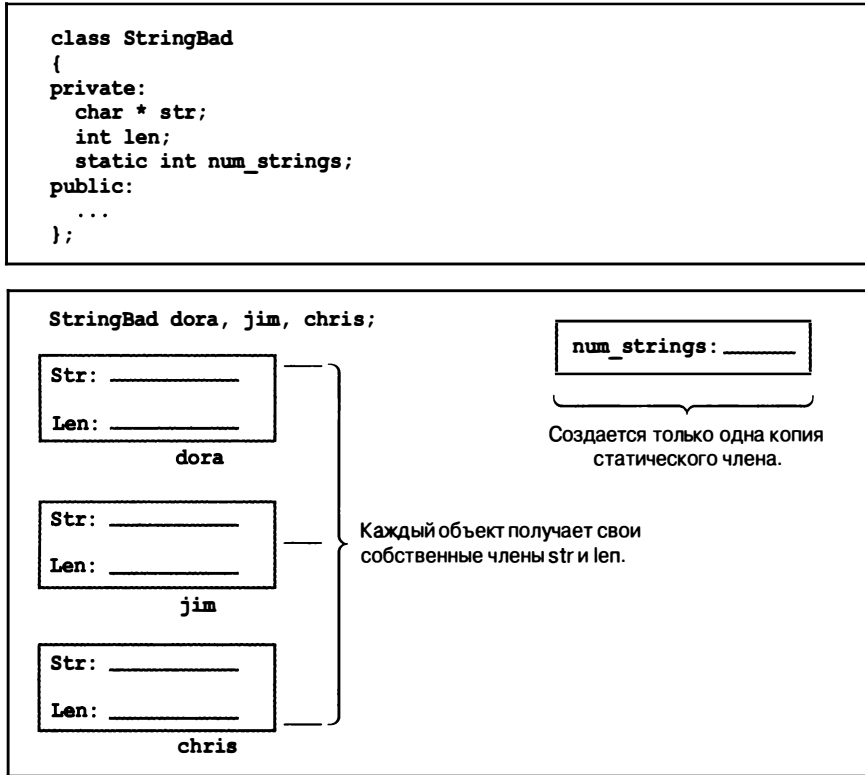 class StringBad
{
private:
char * str;
int len;
static int num_strings;
public:
...
};
StringBad dora, jim, chris;
num_strings:
Str:
Len:
dora
Создается только одна копия
статического члена.
Str:
Len:
jim
Каждый объект получает свои
собственные члены str и len.
Str:
Len:
chris